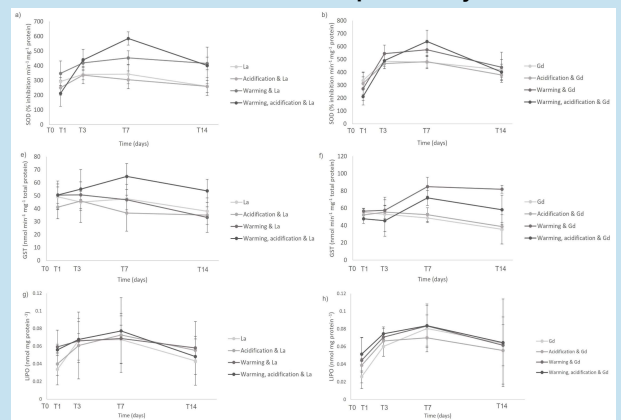 a)
SOD (% inhibition min⁻¹ mg⁻¹ protein)
700
600
500
400
300
200
100
0
T0 T1 T3 T7 T14
Time (days)
La
Acidification & La
Warming & La
Warming, acidification & La
b)
SOD (% inhibition min⁻¹ mg⁻¹ protein)
800
700
600
500
400
300
200
100
0
T0 T1 T3 T7 T14
Time (days)
Gd
Acidification & Gd
Warming & Gd
Warming, acidification & Gd
e)
GST (nmol min⁻¹ mg⁻¹ total protein)
80
70
60
50
40
30
20
10
0
T0 T1 T3 T7 T14
Time (days)
La
Acidification & La
Warming & La
Warming, acidification & La
f)
GST (nmol min⁻¹ mg⁻¹ total protein)
120
100
80
60
40
20
0
T0 T1 T3 T7 T14
Time (days)
Gd
Acidification & Gd
Warming & Gd
Warming, acidification & Gd
g)
LIPO (nmol mg protein ⁻¹)
0.12
0.1
0.08
0.06
0.04
0.02
0
T0 T1 T3 T7 T14
Time (days)
La
Acidification & La
Warming & La
Warming, acidification & La
h)
LIPO (nmol mg protein ⁻¹)
0.12
0.1
0.08
0.06
0.04
0.02
0
T0 T1 T3 T7 T14
Time (days)
Gd
Acidification & Gd
Warming & Gd
Warming, acidification & Gd